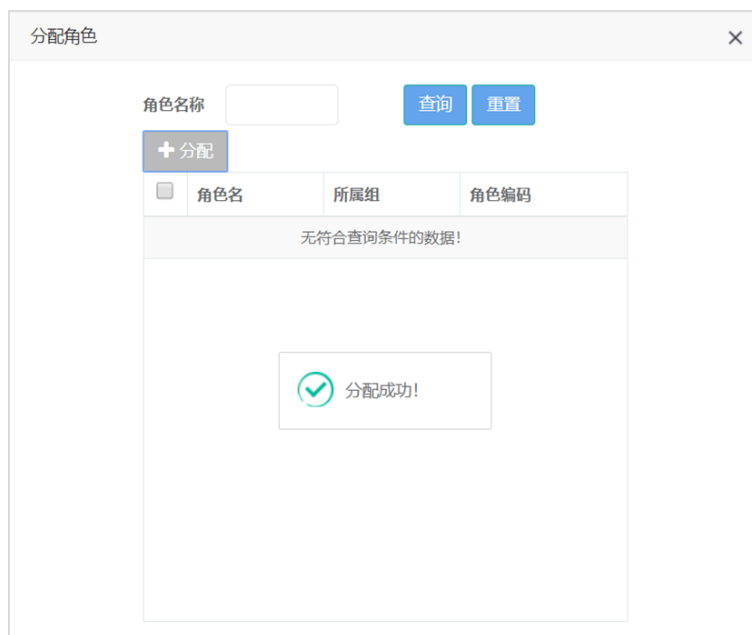 分配角色
角色名称 查询 重置
分配
角色名 所属组 角色编码
无符合查询条件的数据!
分配成功!